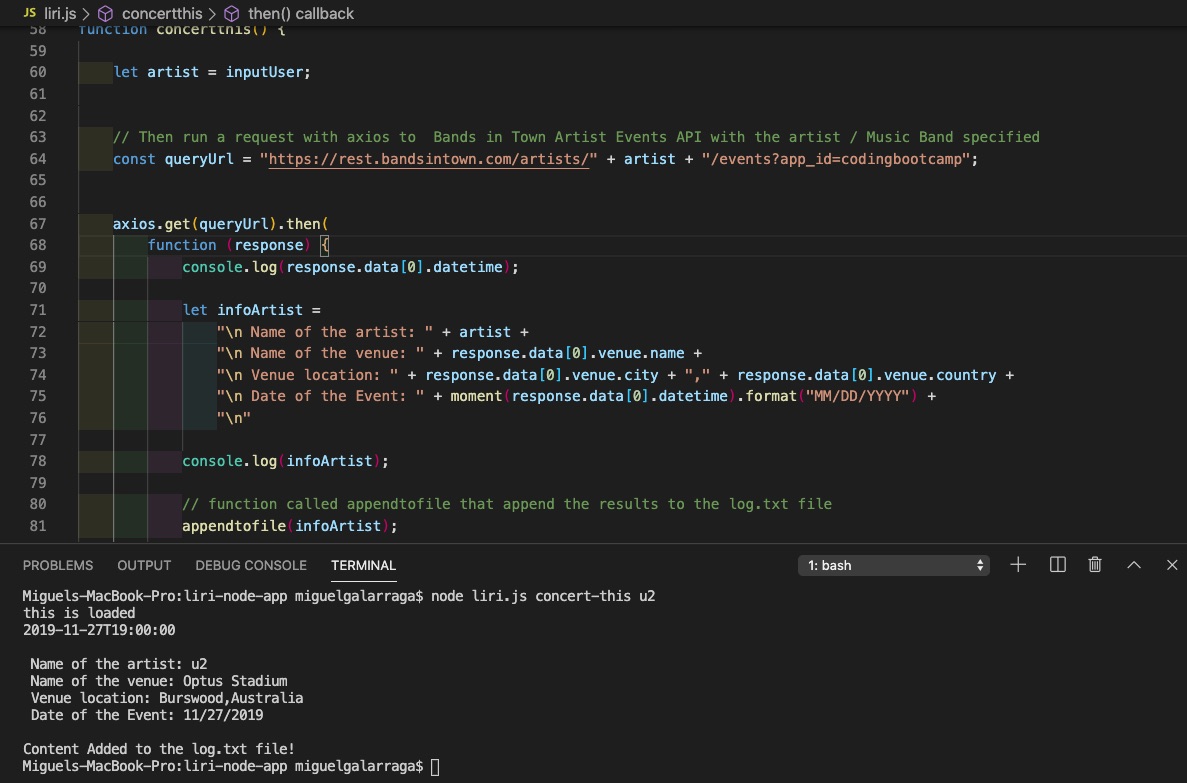 JS liri.js > concertthis > then() callback
58 function concertthis() {
59
60 let artist = inputUser;
61
62
63 // Then run a request with axios to  Bands in Town Artist Events API with the artist / Music Band specified
64 const queryUrl = "https://rest.bandsintown.com/artists/" + artist + "/events?app_id=codingbootcamp";
65
66
67 axios.get(queryUrl).then(
68 function (response) {
69 console.log(response.data[0].datetime);
70
71 let infoArtist =
72 "\n Name of the artist: " + artist +
73 "\n Name of the venue: " + response.data[0].venue.name +
74 "\n Venue location: " + response.data[0].venue.city + "," + response.data[0].venue.country +
75 "\n Date of the Event: " + moment(response.data[0].datetime).format("MM/DD/YYYY") +
76 "\n"
77
78 console.log(infoArtist);
79
80 // function called appendtofile that append the results to the log.txt file
81 appendtofile(infoArtist);
PROBLEMS OUTPUT DEBUG CONSOLE TERMINAL 1: bash
Miguels-MacBook-Pro:liri-node-app miguelgalarraga$ node liri.js concert-this u2
this is loaded
2019-11-27T19:00:00
Name of the artist: u2
Name of the venue: Optus Stadium
Venue location: Burswood,Australia
Date of the Event: 11/27/2019
Content Added to the log.txt file!
Miguels-MacBook-Pro:liri-node-app miguelgalarraga$